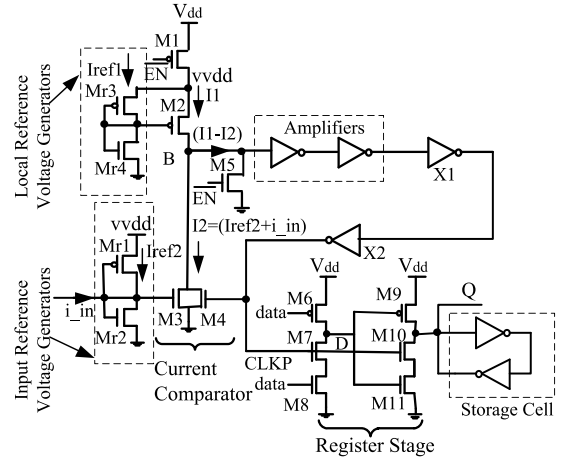 Vdd
M1
EN
Iref1
vvdd
I1
Mr3
M2
(I1-I2)
B
Mr4
M5
EN
Amplifiers
X1
Local Reference
Voltage Generators
vvdd
Mr1
Iref2
I2=(Iref2+i_in)
X2
i_in
M3
M4
Mr2
Input Reference
Voltage Generators
Current
Comparator
Vdd
Vdd
data
M6
M9
Q
M7
D
M10
CLKP
data
M8
M11
Storage Cell
Register Stage